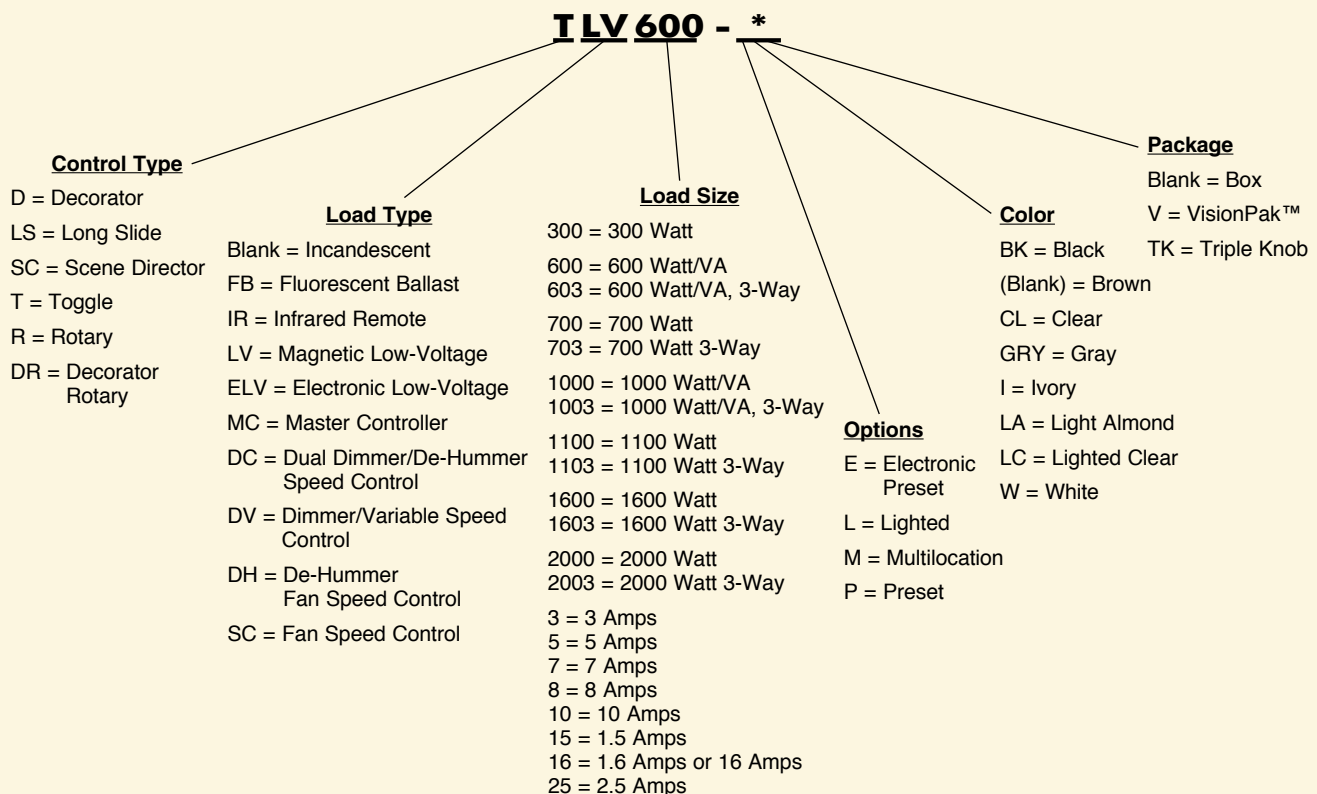 TLV600 - *
Control Type
D = Decorator
LS = Long Slide
SC = Scene Director
T = Toggle
R = Rotary
DR = Decorator
Rotary
Load Type
Blank = Incandescent
FB = Fluorescent Ballast
IR = Infrared Remote
LV = Magnetic Low-Voltage
ELV = Electronic Low-Voltage
MC = Master Controller
DC = Dual Dimmer/De-Hummer
Speed Control
DV = Dimmer/Variable Speed
Control
DH = De-Hummer
Fan Speed Control
SC = Fan Speed Control
Load Size
300 = 300 Watt
600 = 600 Watt/VA
603 = 600 Watt/VA, 3-Way
700 = 700 Watt
703 = 700 Watt 3-Way
1000 = 1000 Watt/VA
1003 = 1000 Watt/VA, 3-Way
1100 = 1100 Watt
1103 = 1100 Watt 3-Way
1600 = 1600 Watt
1603 = 1600 Watt 3-Way
2000 = 2000 Watt
2003 = 2000 Watt 3-Way
3 = 3 Amps
5 = 5 Amps
7 = 7 Amps
8 = 8 Amps
10 = 10 Amps
15 = 1.5 Amps
16 = 1.6 Amps or 16 Amps
25 = 2.5 Amps
Options
E = Electronic
Preset
L = Lighted
M = Multilocation
P = Preset
Color
BK = Black
(Blank) = Brown
CL = Clear
GRY = Gray
I = Ivory
LA = Light Almond
LC = Lighted Clear
W = White
Package
Blank = Box
V = VisionPak™
TK = Triple Knob